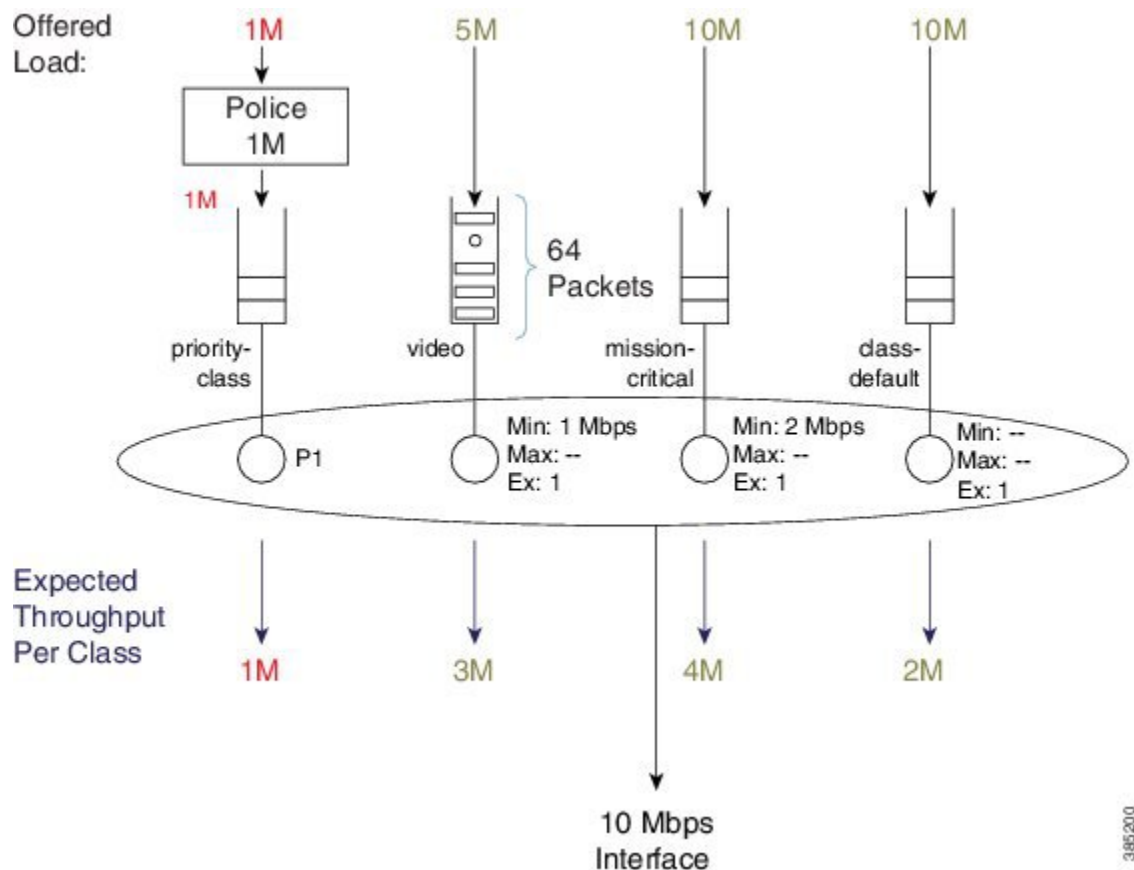 Offered
Load:
1M
5M
10M
10M
Police
1M
1M
64
Packets
priority-
class
video
mission-
critical
class-
default
P1
Min: 1 Mbps
Max: --
Ex: 1
Min: 2 Mbps
Max: --
Ex: 1
Min: --
Max: --
Ex: 1
Expected
Throughput
Per Class
1M
3M
4M
2M
10 Mbps
Interface
385200